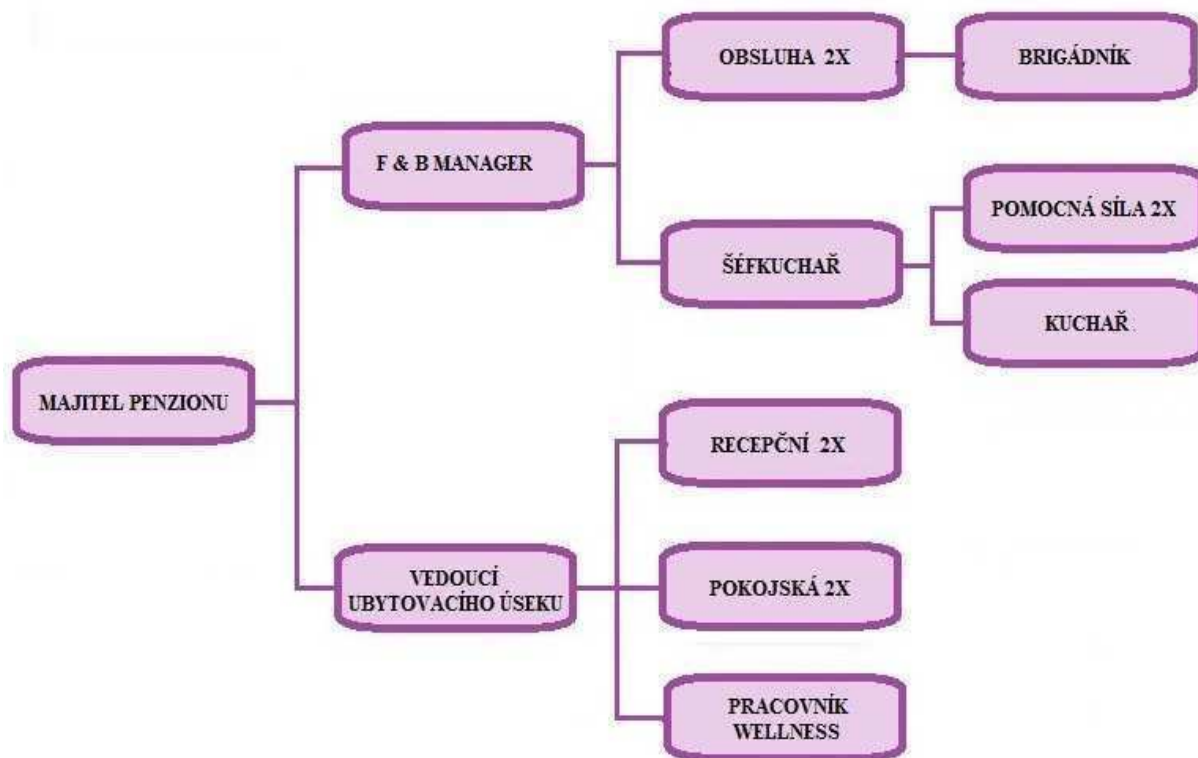 OBSLUHA 2X
BRIGÁDNÍK
F & B MANAGER
POMOCNÁ SÍLA 2X
ŠÉFKUCHAŘ
KUCHAŘ
MAJITEL PENZIONU
RECEPČNÍ 2X
VEDOUCÍ
UBYTOVACÍHO ÚSEKU
POKOJSKÁ 2X
PRACOVNÍK
WELLNESS